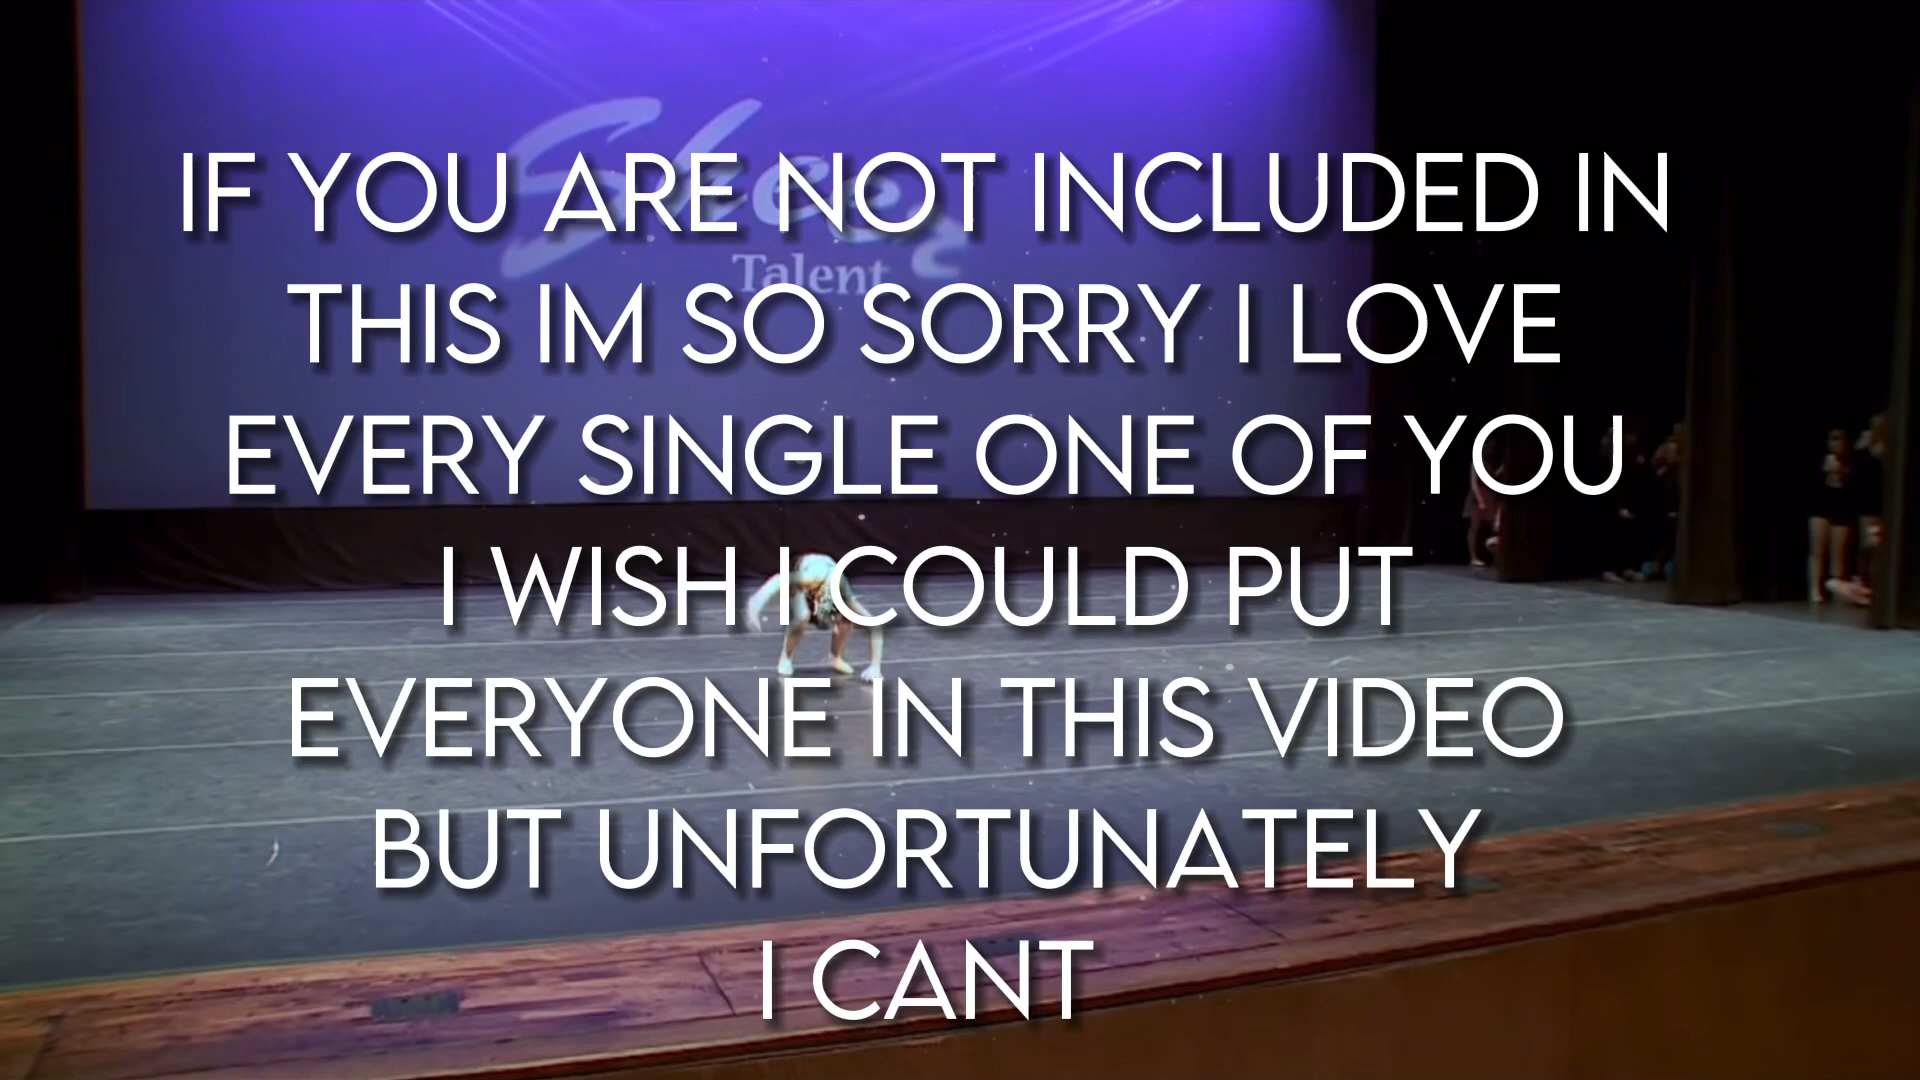 Sheer
Talent
IF YOU ARE NOT INCLUDED IN
THIS IM SO SORRY I LOVE
EVERY SINGLE ONE OF YOU
I WISH I COULD PUT
EVERYONE IN THIS VIDEO
BUT UNFORTUNATELY
I CANT